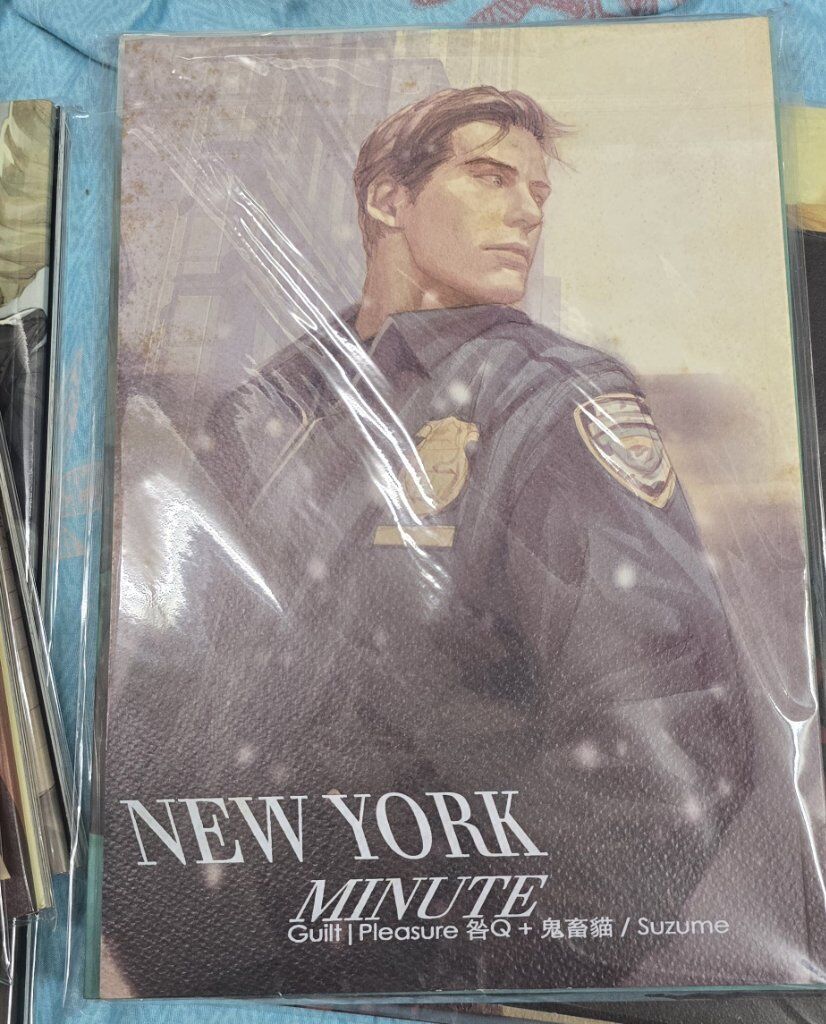 NEW YORK
MINUTE
Guilt | Pleasure 咎Q + 鬼畜貓 / Suzume